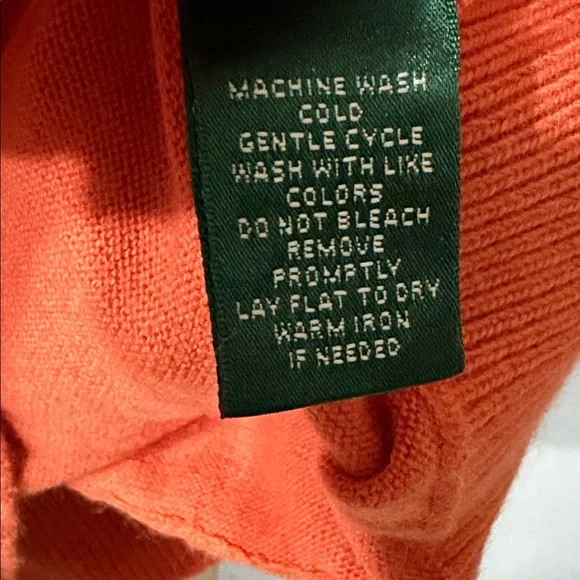 MACHINE WASH
COLD
GENTLE CYCLE
WASH WITH LIKE
COLORS
DO NOT BLEACH
REMOVE
PROMPTLY
LAY FLAT TO DRY
WARM IRON
IF NEEDED